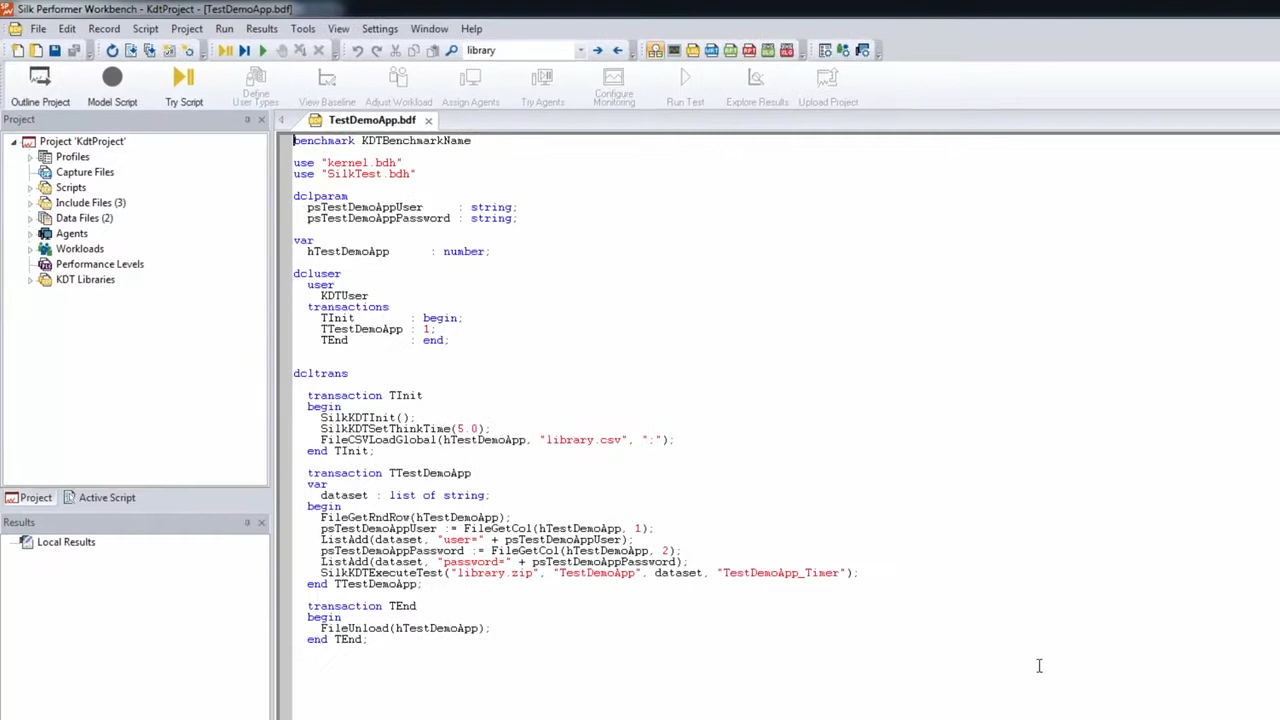 Silk Performer Workbench - KdtProject - [TestDemoApp.bdf]
File Edit Record Script Project Run Results Tools View Settings Window Help
library
Outline Project Model Script Try Script Define User Types View Baseline Adjust Workload Assign Agents Try Agents Configure Monitoring Run Test Explore Results Upload Project
Project
TestDemoApp.bdf
Project 'KdtProject'
Profiles
Capture Files
Scripts
Include Files (3)
Data Files (2)
Agents
Workloads
Performance Levels
KDT Libraries
Project Active Script
Results
Local Results
benchmark KDTBenchmarkName
use "kernel.bdh"
use "SilkTest.bdh"
dclparam
psTestDemoAppUser : string;
psTestDemoAppPassword : string;
var
hTestDemoApp : number;
dcluser
user
KDTUser
transactions
TInit : begin;
TTestDemoApp : 1;
TEnd : end;
dcltrans
transaction TInit
begin
SilkKDTInit();
SilkKDTSetThinkTime(5.0);
FileCSVLoadGlobal(hTestDemoApp, "library.csv", ";");
end TInit;
transaction TTestDemoApp
var
dataset : list of string;
begin
FileGetRndRow(hTestDemoApp);
psTestDemoAppUser := FileGetCol(hTestDemoApp, 1);
ListAdd(dataset, "user=" + psTestDemoAppUser);
psTestDemoAppPassword := FileGetCol(hTestDemoApp, 2);
ListAdd(dataset, "password=" + psTestDemoAppPassword);
SilkKDTExecuteTest("library.zip", "TestDemoApp", dataset, "TestDemoApp_Timer");
end TTestDemoApp;
transaction TEnd
begin
FileUnload(hTestDemoApp);
end TEnd;